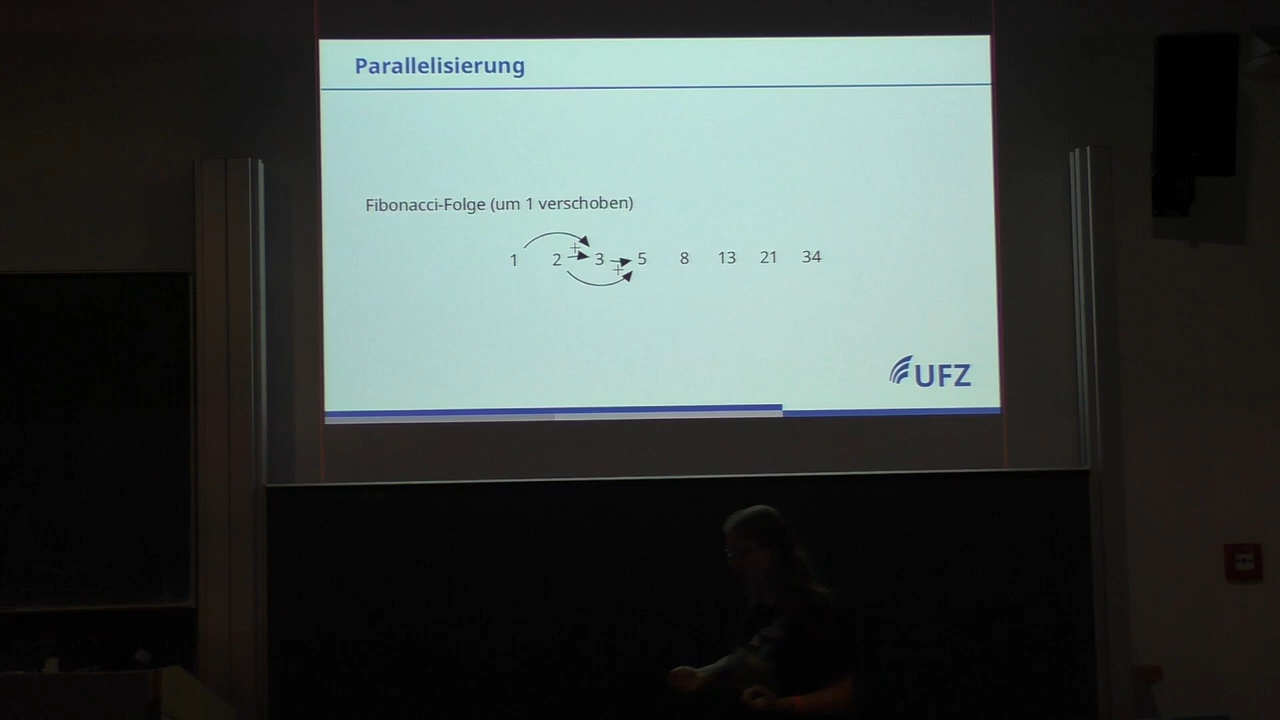 Parallelisierung
Fibonacci-Folge (um 1 verschoben)
+
1 2 3 5 8 13 21 34
+
UFZ